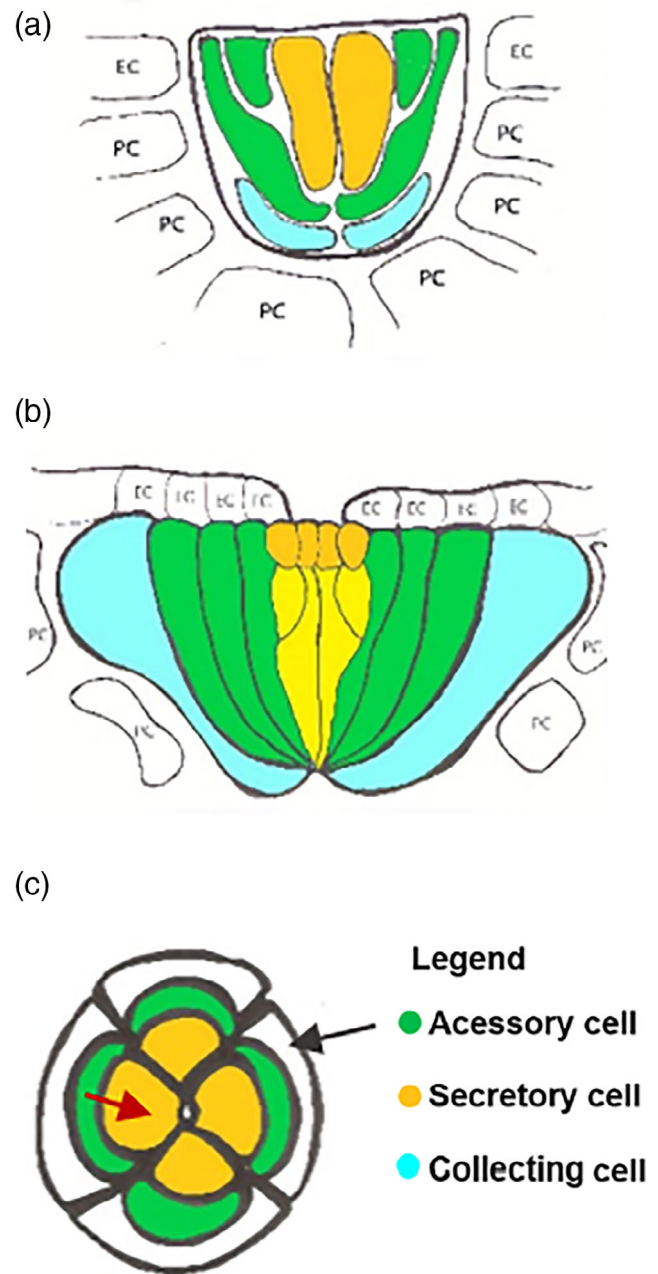 (a)
EC EC
PC PC
PC PC
PC PC
(b)
EC EC EC EC EC EC EC EC
PC PC
PC PC
(c)
Legend
Acessory cell
Secretory cell
Collecting cell